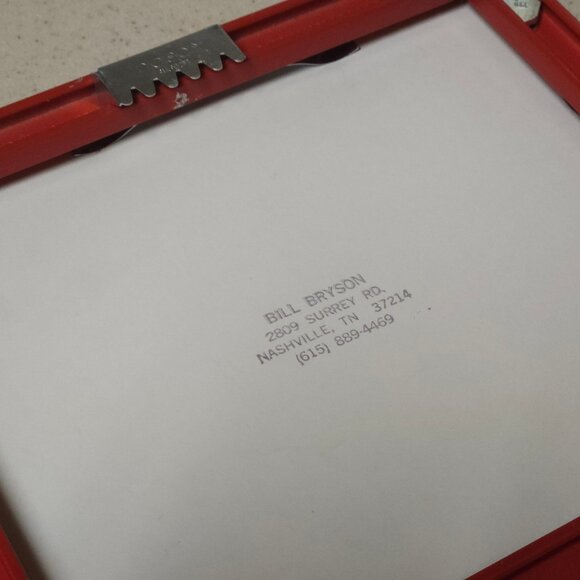 BILL BRYSON
2809 SURREY RD.
NASHVILLE, TN 37214
(615) 889-4469